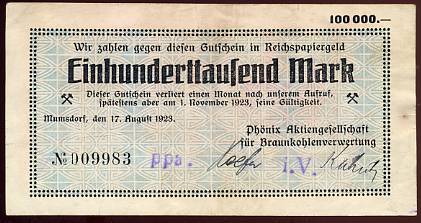 100 000.—
Wir zahlen gegen diesen Gutschein in Reichspapiergeld
Einhunderttausend Mark
Dieser Gutschein verliert einen Monat nach unserem Aufruf,
spätestens aber am 1. November 1923, seine Gültigkeit.
Mumsdorf, den 17. August 1923.
Phönix Aktiengesellschaft
für Braunkohlenverwertung
№ 009983 ppa. i.V.